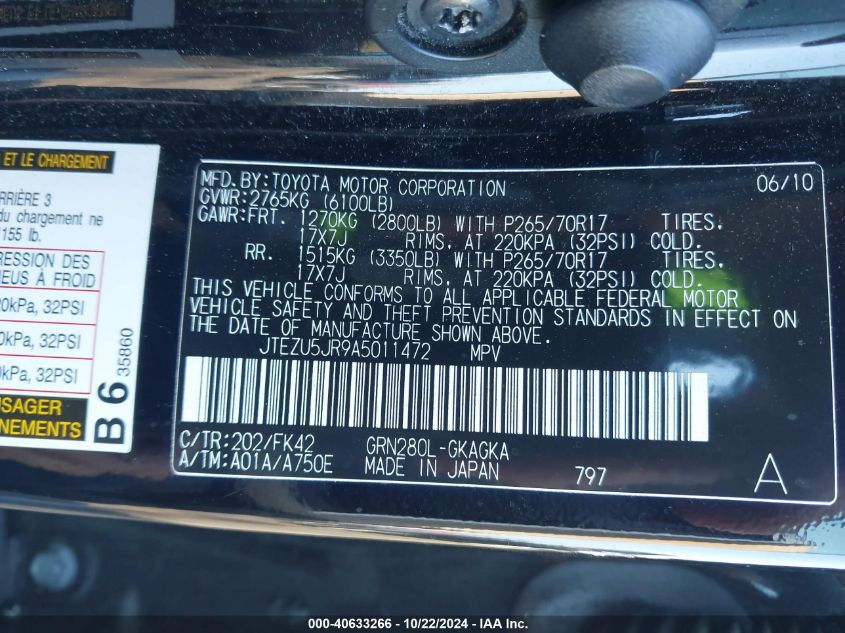 ET LE CHARGEMENT
RRIÈRE 3
du chargement ne
155 lb.
RESSION DES
EUS À FROID
0kPa, 32PSI
0kPa, 32PSI
0kPa, 32PSI
USAGER
NEMENTS
B 6 35860
MFD.BY:TOYOTA MOTOR CORPORATION 06/10
GVWR:2765KG (6100LB)
GAWR:FRT. 1270KG (2800LB) WITH P265/70R17 TIRES.
17X7J RIMS, AT 220KPA (32PSI) COLD.
RR. 1515KG (3350LB) WITH P265/70R17 TIRES.
17X7J RIMS, AT 220KPA (32PSI) COLD.
THIS VEHICLE CONFORMS TO ALL APPLICABLE FEDERAL MOTOR
VEHICLE SAFETY AND THEFT PREVENTION STANDARDS IN EFFECT ON
THE DATE OF MANUFACTURE SHOWN ABOVE.
JTEZU5JR9A5011472 MPV
C/TR:202/FK42 GRN280L-GKAGKA
A/TM:A01A/A750E MADE IN JAPAN 797 A
000-40633266 - 10/22/2024 - IAA Inc.